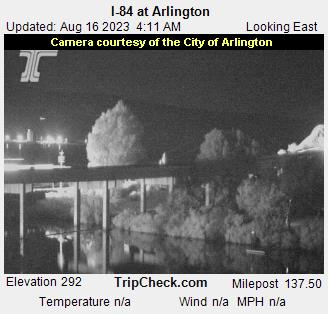 I-84 at Arlington
Updated: Aug 16 2023 4:11 AM Looking East
Camera courtesy of the City of Arlington
Elevation 292 TripCheck.com Milepost 137.50
Temperature n/a Wind n/a MPH n/a